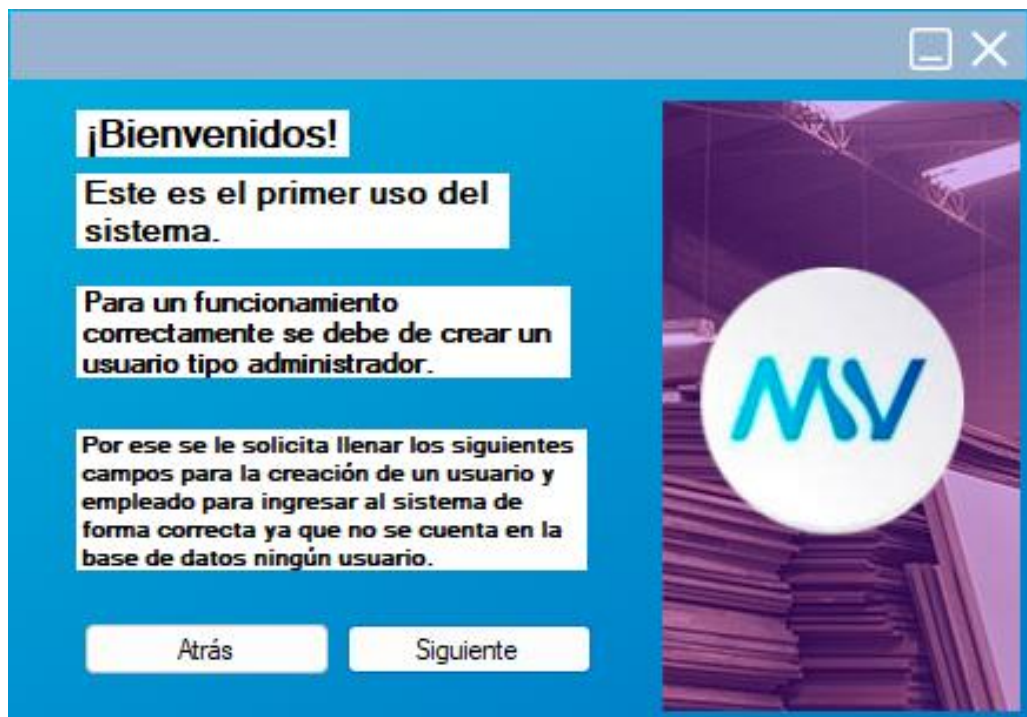 ¡Bienvenidos!
Este es el primer uso del
sistema.
Para un funcionamiento
correctamente se debe de crear un
usuario tipo administrador.
Por ese se le solicita llenar los siguientes
campos para la creación de un usuario y
empleado para ingresar al sistema de
forma correcta ya que no se cuenta en la
base de datos ningún usuario.
MV
Atrás
Siguiente